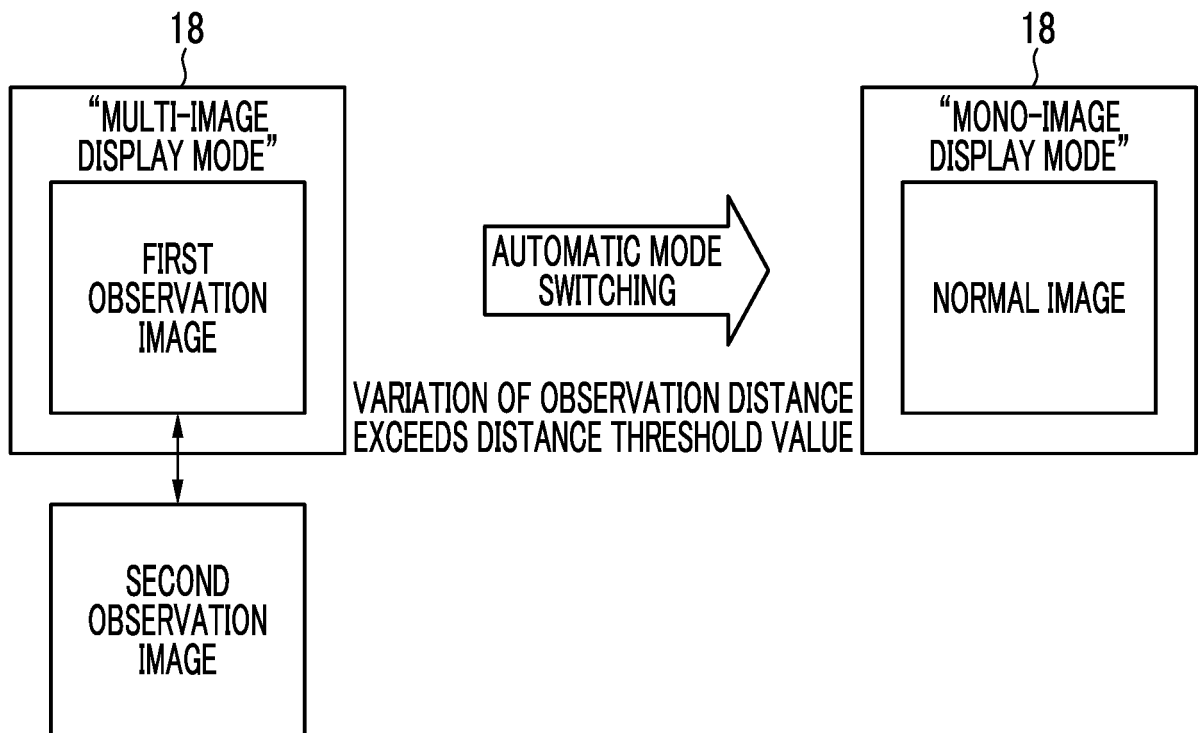 18
“MULTI-IMAGE
DISPLAY MODE”
FIRST
OBSERVATION
IMAGE
SECOND
OBSERVATION
IMAGE
AUTOMATIC MODE
SWITCHING
VARIATION OF OBSERVATION DISTANCE
EXCEEDS DISTANCE THRESHOLD VALUE
18
“MONO-IMAGE
DISPLAY MODE”
NORMAL IMAGE